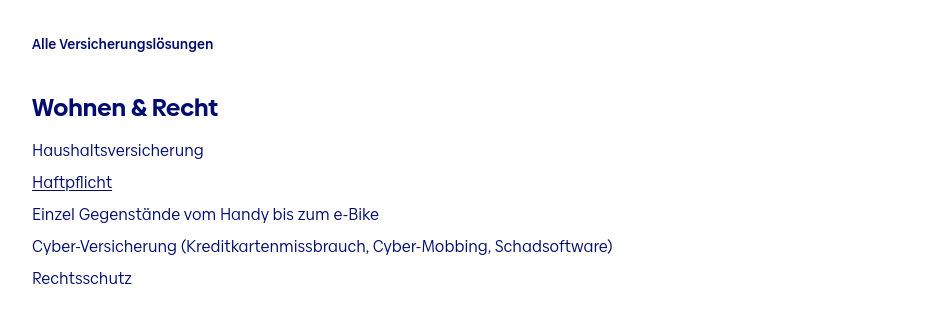 Alle Versicherungslösungen
Wohnen & Recht
Haushaltsversicherung
Haftpflicht
Einzel Gegenstände vom Handy bis zum e-Bike
Cyber-Versicherung (Kreditkartenmissbrauch, Cyber-Mobbing, Schadsoftware)
Rechtsschutz